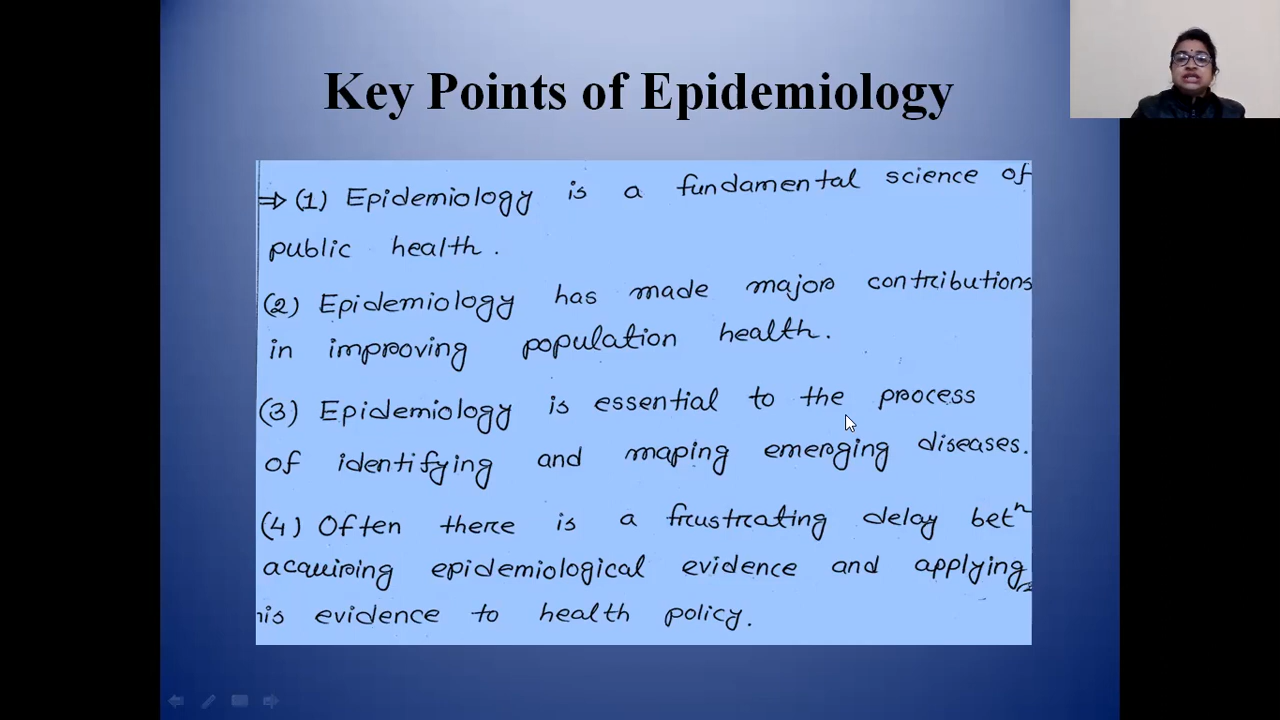 Key Points of Epidemiology
⇒ (1) Epidemiology is a fundamental science of
public health.
(2) Epidemiology has made major contributions
in improving population health.
(3) Epidemiology is essential to the process
of identifying and maping emerging diseases.
(4) Often there is a frustrating delay betⁿ
acquiring epidemiological evidence and applying
his evidence to health policy.